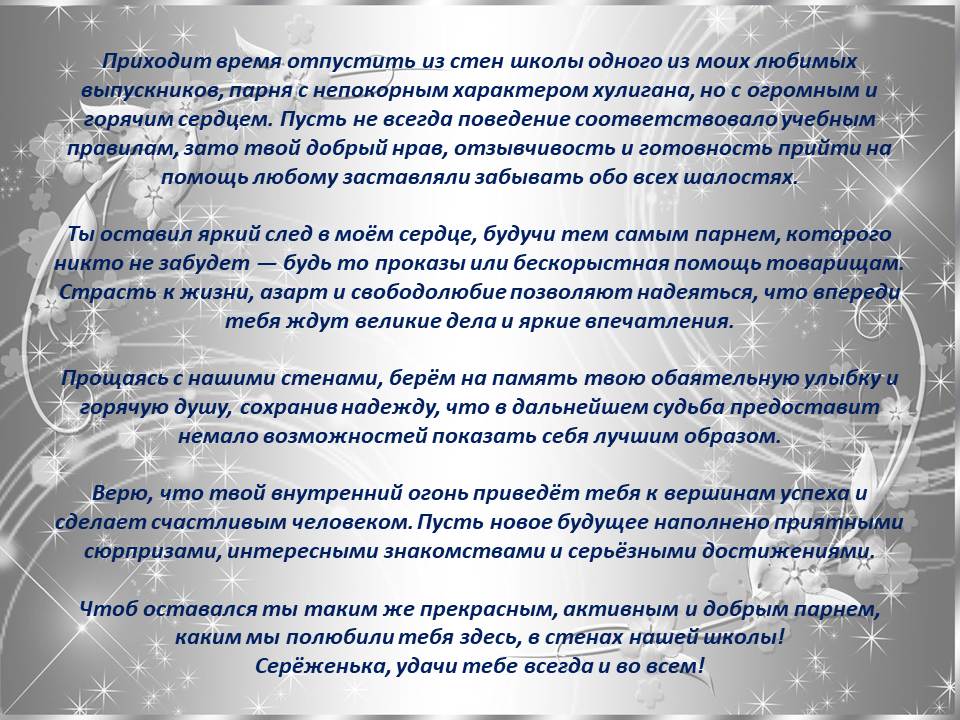 Приходит время отпустить из стен школы одного из моих любимых
выпускников, парня с непокорным характером хулигана, но с огромным и
горячим сердцем. Пусть не всегда поведение соответствовало учебным
правилам, зато твой добрый нрав, отзывчивость и готовность прийти на
помощь любому заставляли забывать обо всех шалостях.
Ты оставил яркий след в моём сердце, будучи тем самым парнем, которого
никто не забудет — будь то проказы или бескорыстная помощь товарищам.
Страсть к жизни, азарт и свободолюбие позволяют надеяться, что впереди
тебя ждут великие дела и яркие впечатления.
Прощаясь с нашими стенами, берём на память твою обаятельную улыбку и
горячую душу, сохранив надежду, что в дальнейшем судьба предоставит
немало возможностей показать себя лучшим образом.
Верю, что твой внутренний огонь приведёт тебя к вершинам успеха и
сделает счастливым человеком. Пусть новое будущее наполнено приятными
сюрпризами, интересными знакомствами и серьёзными достижениями.
Чтоб оставался ты таким же прекрасным, активным и добрым парнем,
каким мы полюбили тебя здесь, в стенах нашей школы!
Серёженька, удачи тебе всегда и во всем!